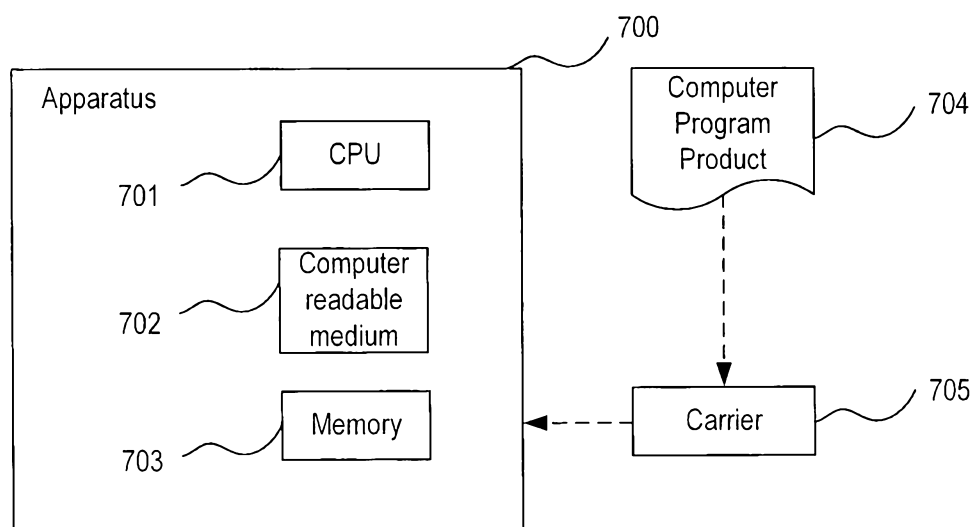 700
Apparatus
CPU
701
Computer
readable
medium
702
Memory
703
Computer
Program
Product
704
Carrier
705